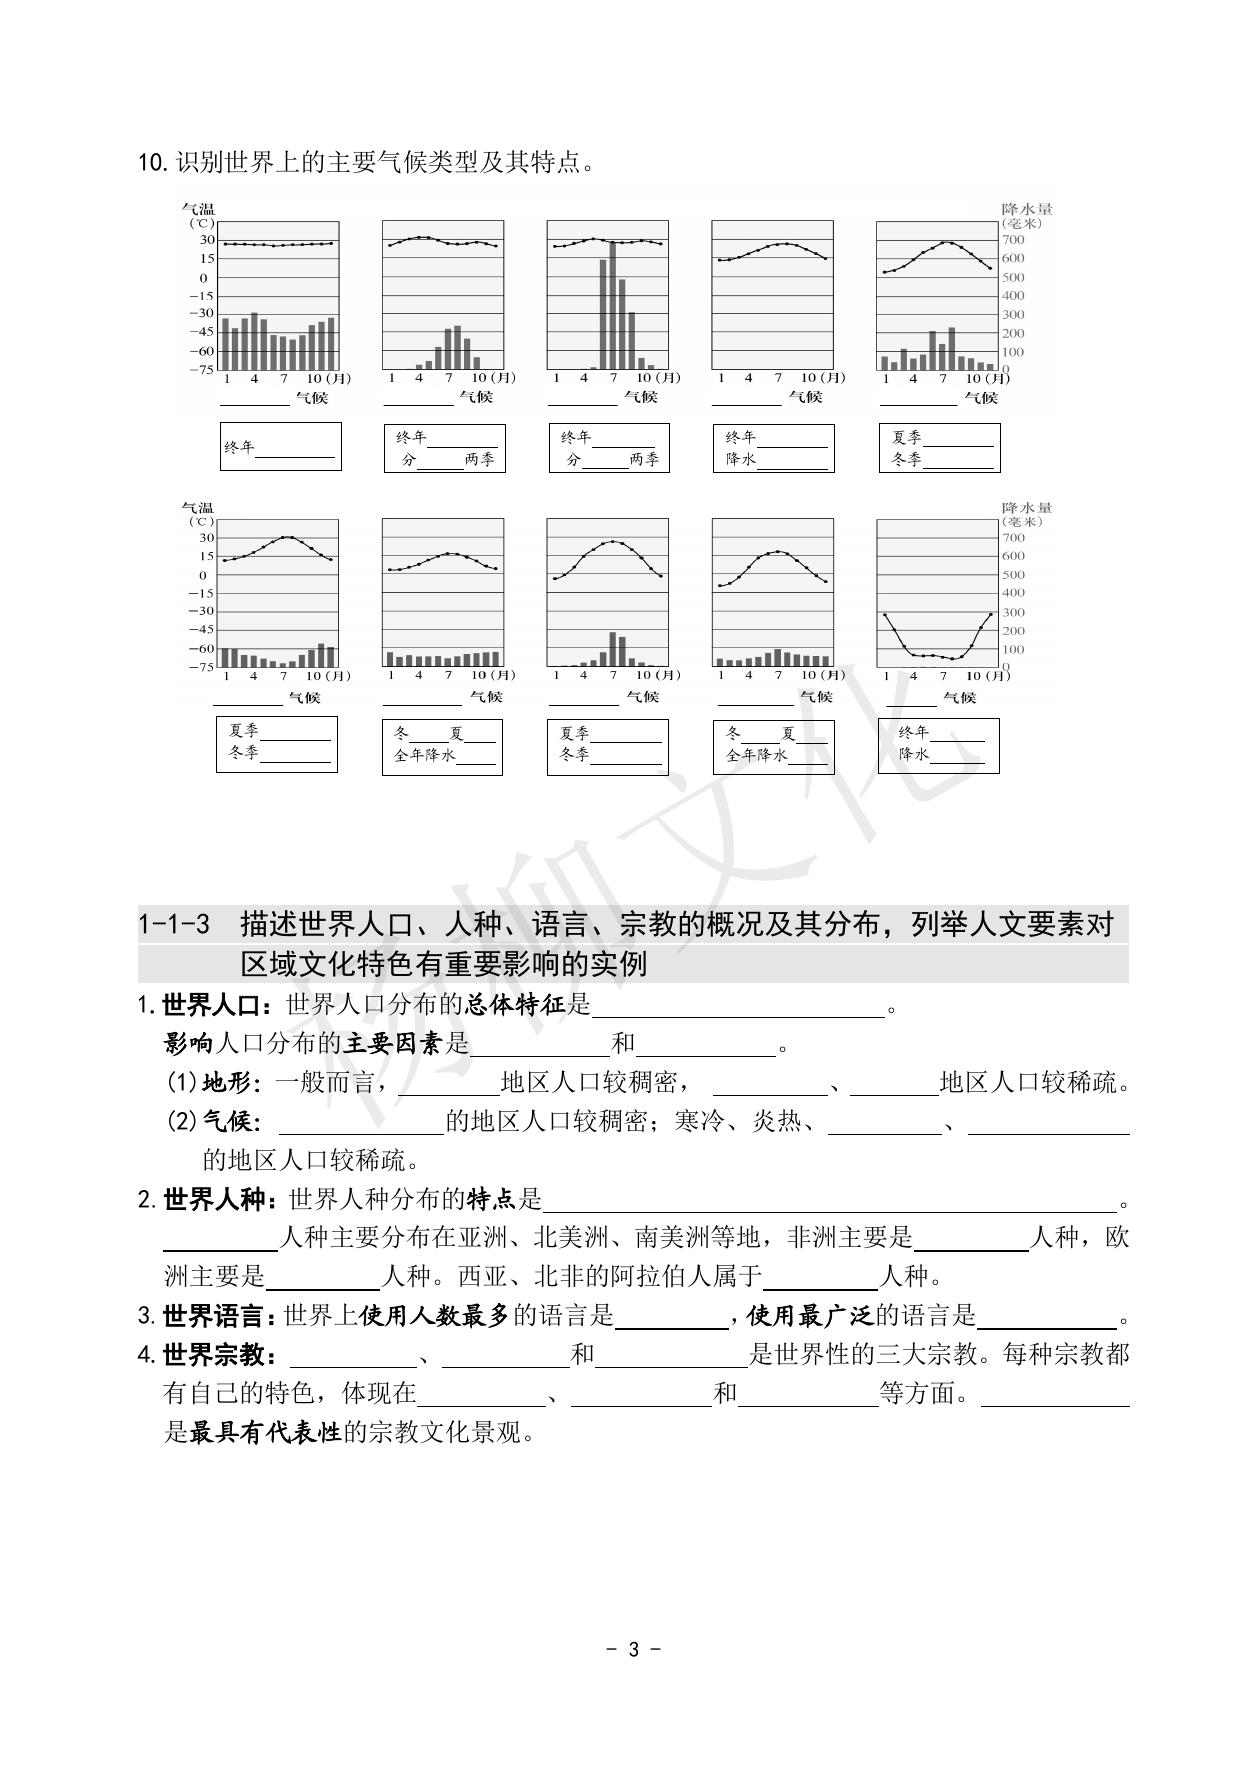 10.识别世界上的主要气候类型及其特点。
气温 降水量
(℃) (毫米)
30 700
15 600
0 500
-15 400
-30 300
-45 200
-60 100
-75 0
1 4 7 10(月) 1 4 7 10(月) 1 4 7 10(月) 1 4 7 10(月) 1 4 7 10(月)
________气候 ________气候 ________气候 ________气候 ________气候
终年________ 终年________ 终年________ 终年________ 夏季________
分_____两季 分_____两季 降水________ 冬季________
气温 降水量
(℃) (毫米)
30 700
15 600
0 500
-15 400
-30 300
-45 200
-60 100
-75 0
1 4 7 10(月) 1 4 7 10(月) 1 4 7 10(月) 1 4 7 10(月) 1 4 7 10(月)
________气候 ________气候 ________气候 ________气候 ________气候
夏季________ 冬____夏____ 夏季________ 冬____夏____ 终年________
冬季________ 全年降水____ 冬季________ 全年降水____ 降水________
杨柳文化
1-1-3 描述世界人口、人种、语言、宗教的概况及其分布，列举人文要素对
区域文化特色有重要影响的实例
1.世界人口：世界人口分布的总体特征是________。
影响人口分布的主要因素是________和________。
(1)地形：一般而言，________地区人口较稠密，________、________地区人口较稀疏。
(2)气候：________的地区人口较稠密；寒冷、炎热、________、________
的地区人口较稀疏。
2.世界人种：世界人种分布的特点是________。
________人种主要分布在亚洲、北美洲、南美洲等地，非洲主要是________人种，欧
洲主要是________人种。西亚、北非的阿拉伯人属于________人种。
3.世界语言：世界上使用人数最多的语言是________，使用最广泛的语言是________。
4.世界宗教：________、________和________是世界性的三大宗教。每种宗教都
有自己的特色，体现在________、________和________等方面。________
是最具有代表性的宗教文化景观。
- 3 -